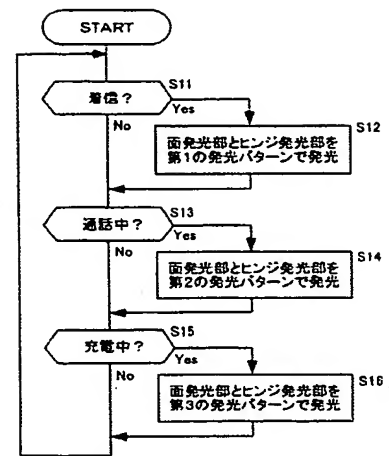 START
着信? S11
Yes
No
S12
面発光部とヒンジ発光部を
第1の発光パターンで発光
通話中? S13
Yes
No
S14
面発光部とヒンジ発光部を
第2の発光パターンで発光
充電中? S15
Yes
No
S16
面発光部とヒンジ発光部を
第3の発光パターンで発光